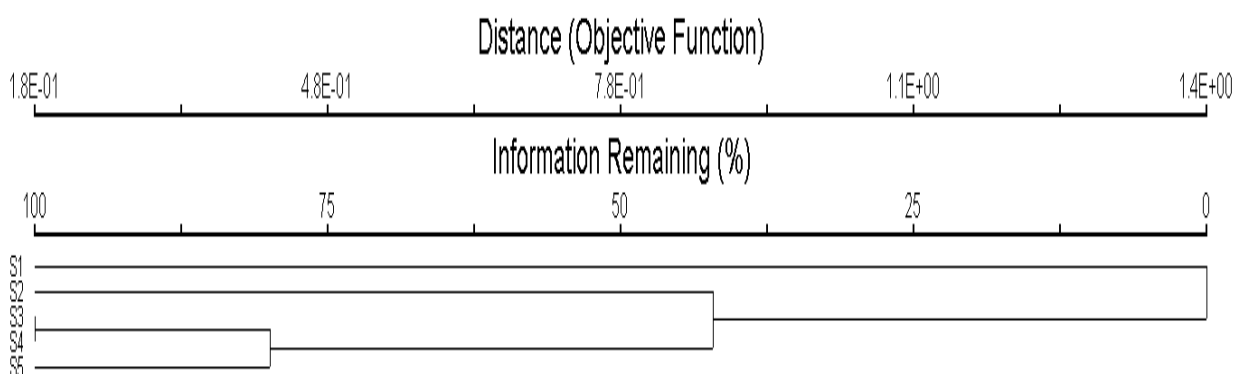 Distance (Objective Function)
1.8E-01 4.8E-01 7.8E-01 1.1E+00 1.4E+00
Information Remaining (%)
100 75 50 25 0
S1
S2
S3
S4
S5